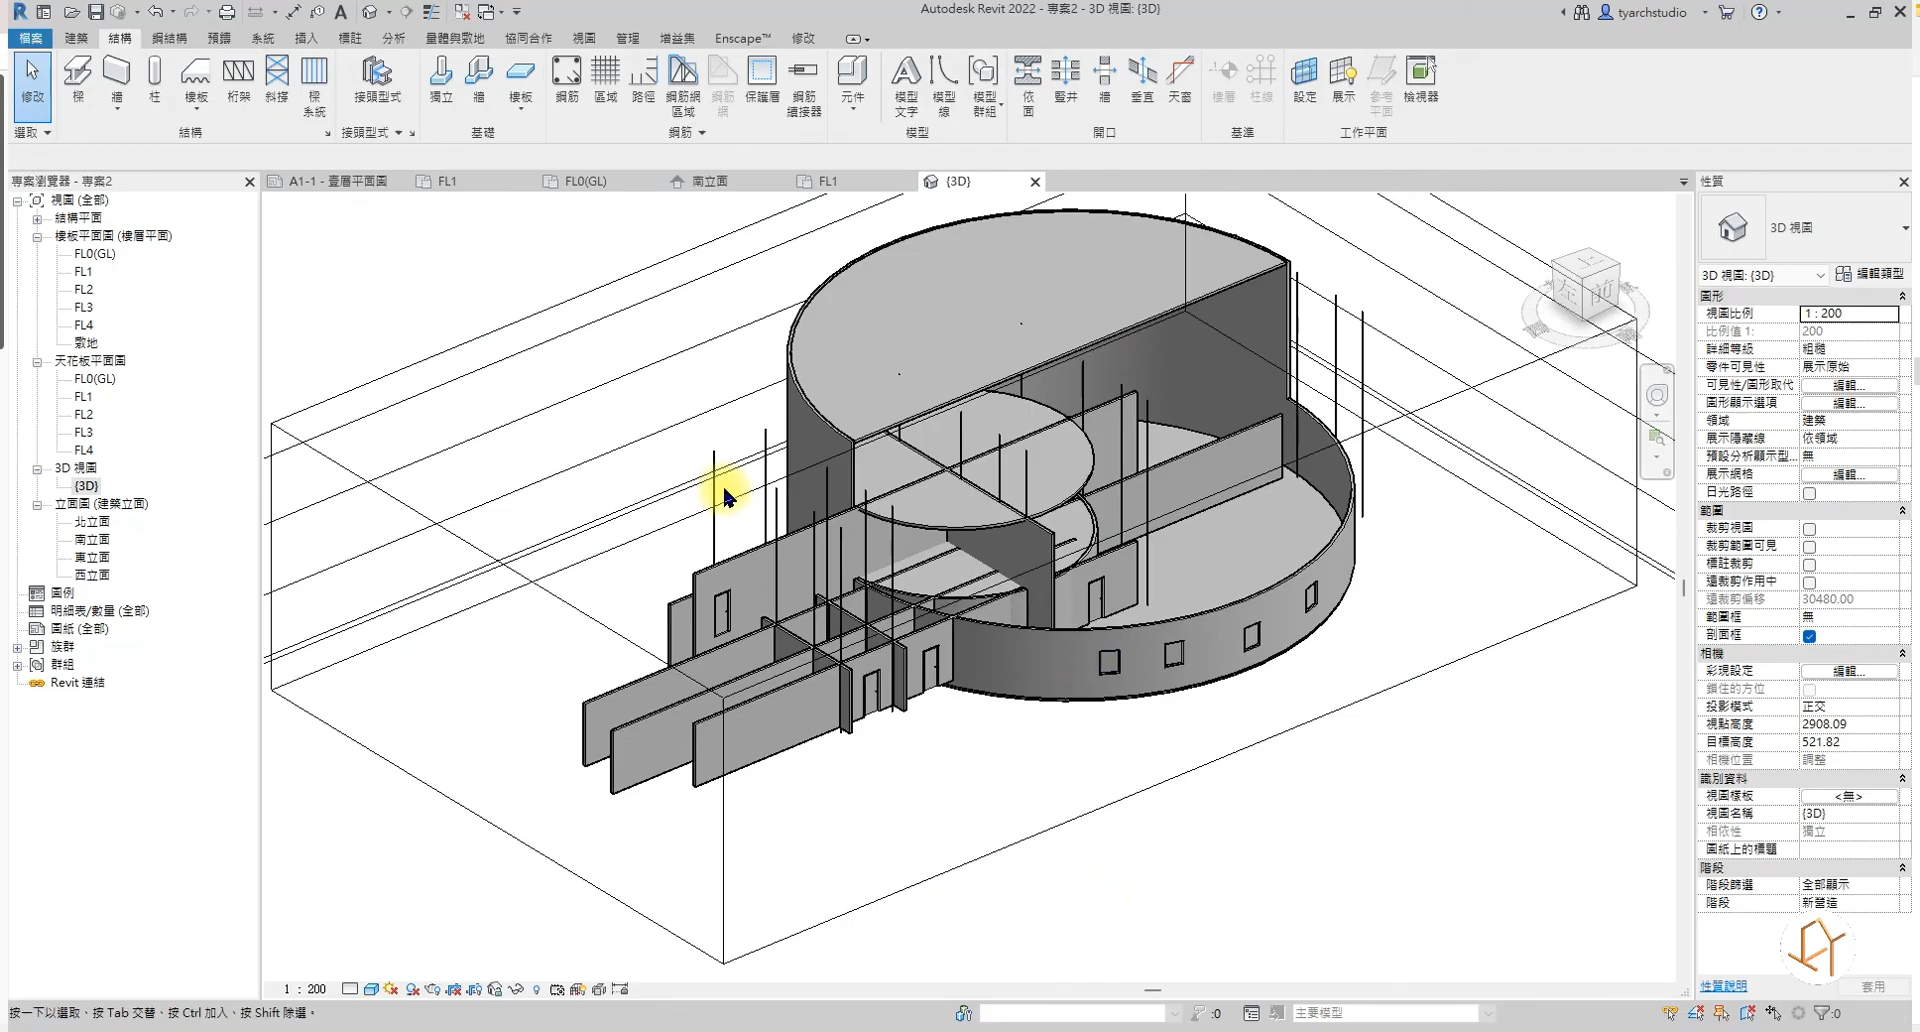 Autodesk Revit 2022 - 專案2 - 3D 視圖: {3D}
tyarchstudio
檔案 建築 結構 鋼結構 預鑄 系統 插入 標註 分析 量體與敷地 協同合作 視圖 管理 增益集 Enscape™ 修改
修改 樑 牆 柱 樓板 桁架 斜撐 樑 系統 接頭型式 獨立 牆 樓板 鋼筋 區域 路徑 鋼筋網 區域 鋼筋 網 保護層 鋼筋 續接器 元件 模型 文字 模型 線 模型 群組 依 面 豎井 牆 垂直 天窗 樓層 柱線 設定 展示 參考 平面 檢視器
選取 結構 接頭型式 基礎 鋼筋 模型 開口 基準 工作平面
專案瀏覽器 - 專案2
A1-1 - 壹層平面圖 FL1 FL0(GL) 南立面 FL1 {3D}
視圖 (全部)
結構平面
樓板平面圖 (樓層平面)
FL0(GL)
FL1
FL2
FL3
FL4
敷地
天花板平面圖
FL0(GL)
FL1
FL2
FL3
FL4
3D 視圖
{3D}
立面圖 (建築立面)
北立面
南立面
東立面
西立面
圖例
明細表/數量 (全部)
圖紙 (全部)
族群
群組
Revit 連結
上
左
前
性質
3D 視圖
3D 視圖: {3D} 編輯類型
圖形
視圖比例 1 : 200
比例值 1: 200
詳細等級 粗糙
零件可見性 展示原始
可見性/圖形取代 編輯...
圖形顯示選項 編輯...
領域 建築
展示隱藏線 依領域
預設分析顯示型... 無
展示網格 編輯...
日光路徑
範圍
裁剪視圖
裁剪範圍可見
標註裁剪
遠裁剪作用中
遠裁剪偏移 30480.00
範圍框 無
剖面框
相機
彩現設定 編輯...
鎖住的方位
投影模式 正交
視點高度 2908.09
目標高度 521.82
相機位置 調整
識別資料
視圖樣板 <無>
視圖名稱 {3D}
相依性 獨立
圖紙上的標題
階段
階段篩選 全部顯示
階段 新營造
性質說明 套用
1 : 200
按一下以選取、按 Tab 交替、按 Ctrl 加入、按 Shift 除選。
:0
主要模型
:0